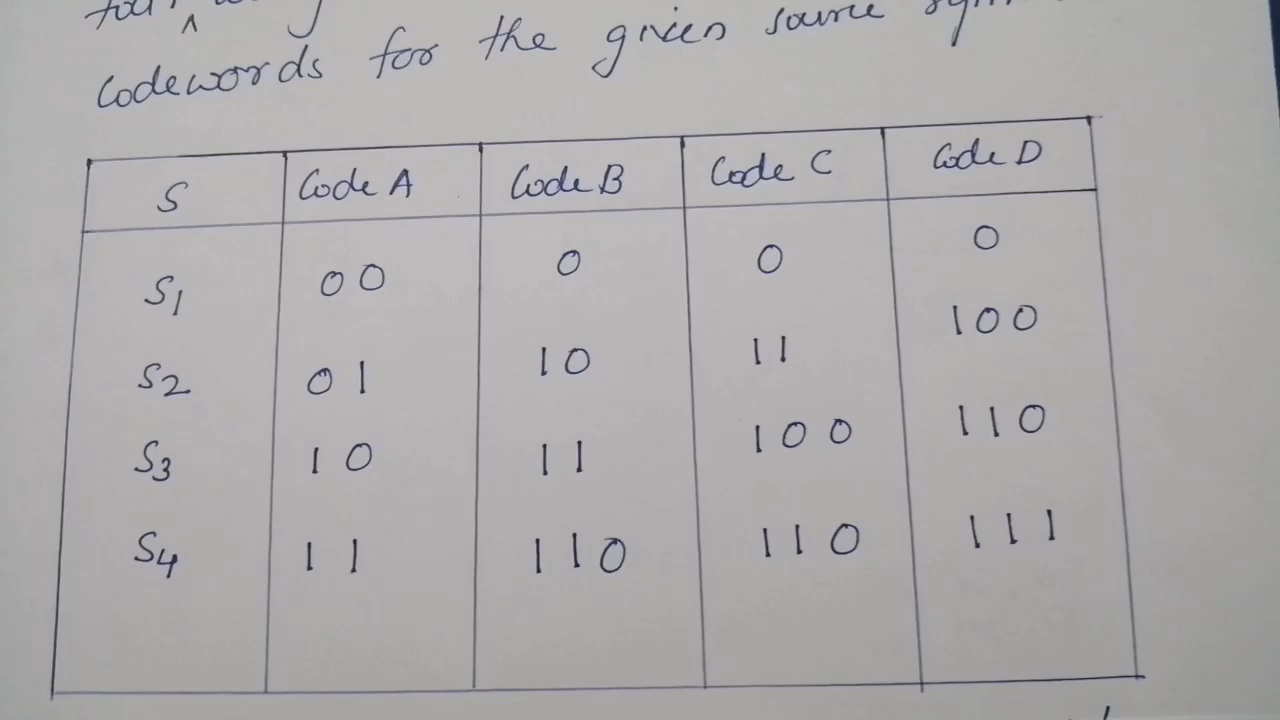 codewords for the given source
S Code A Code B Code C Code D
S1 00 0 0 0
S2 01 10 11 100
S3 10 11 100 110
S4 11 110 110 111